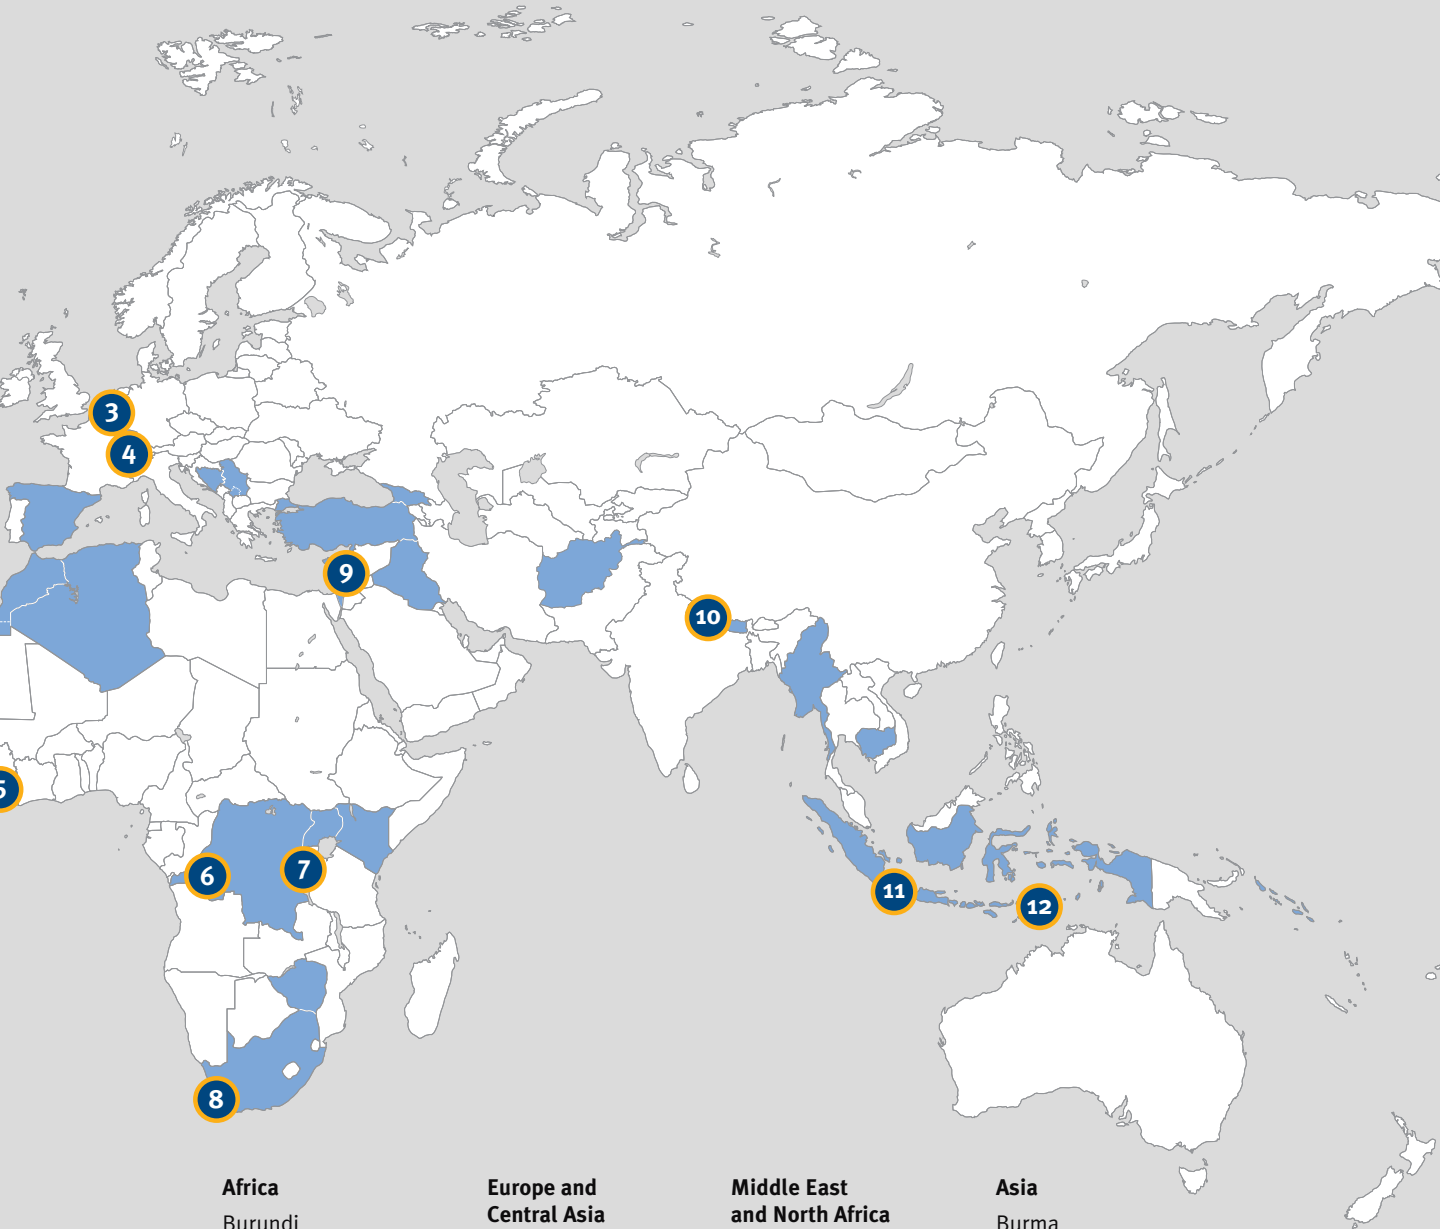 3
4
9
10
5
6
7
11
12
8
Africa
Burundi
Europe and
Central Asia
Middle East
and North Africa
Asia
Burma